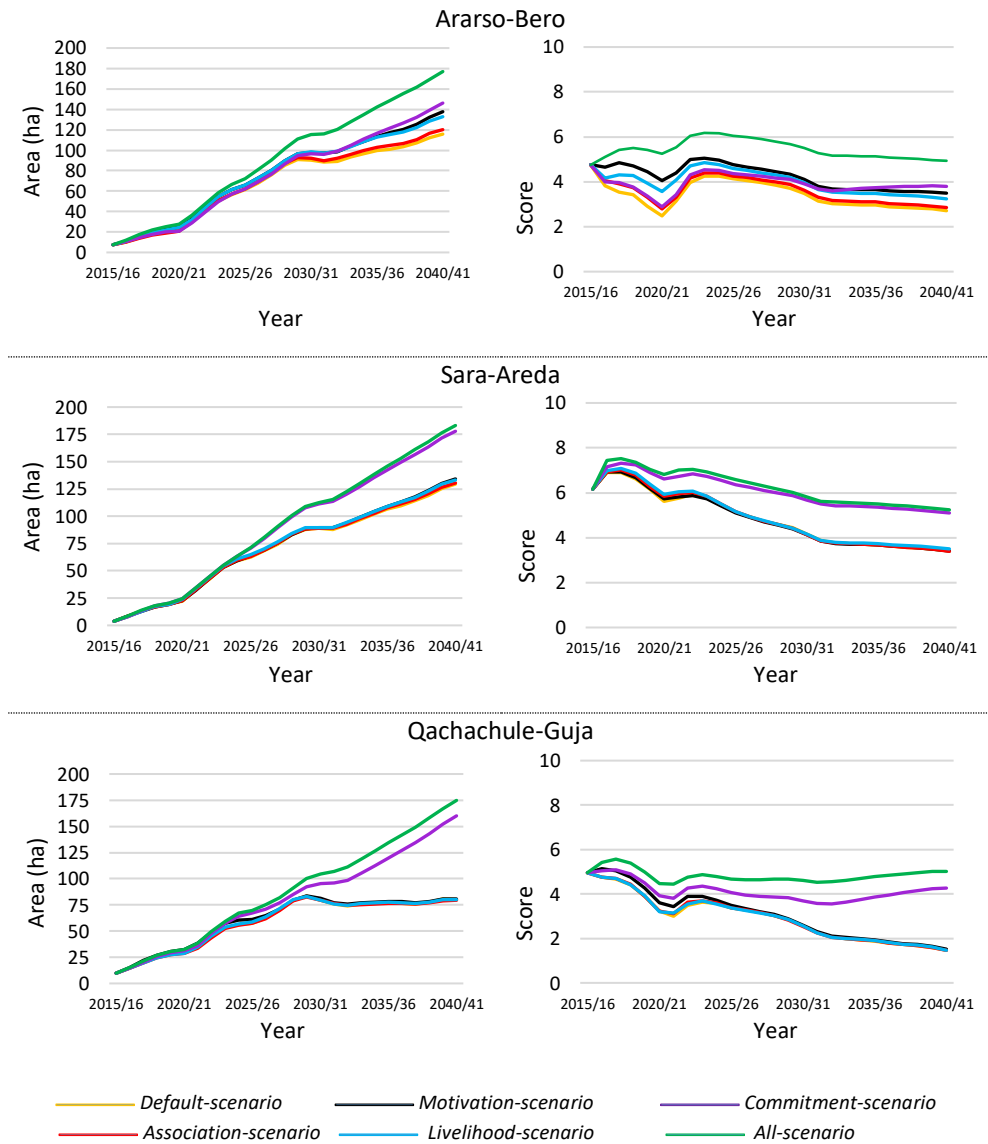 Ararso-Bero
200
180
160
140
120
100
80
60
40
20
0
Area (ha)
2015/16 2020/21 2025/26 2030/31 2035/36 2040/41
Year
10
8
6
4
2
0
Score
2015/16 2020/21 2025/26 2030/31 2035/36 2040/41
Year
Sara-Areda
200
175
150
125
100
75
50
25
0
Area (ha)
2015/16 2020/21 2025/26 2030/31 2035/36 2040/41
Year
10
8
6
4
2
0
Score
2015/16 2020/21 2025/26 2030/31 2035/36 2040/41
Year
Qachachule-Guja
200
175
150
125
100
75
50
25
0
Area (ha)
2015/16 2020/21 2025/26 2030/31 2035/36 2040/41
Year
10
8
6
4
2
0
Score
2015/16 2020/21 2025/26 2030/31 2035/36 2040/41
Year
Default-scenario Motivation-scenario Commitment-scenario
Association-scenario Livelihood-scenario All-scenario